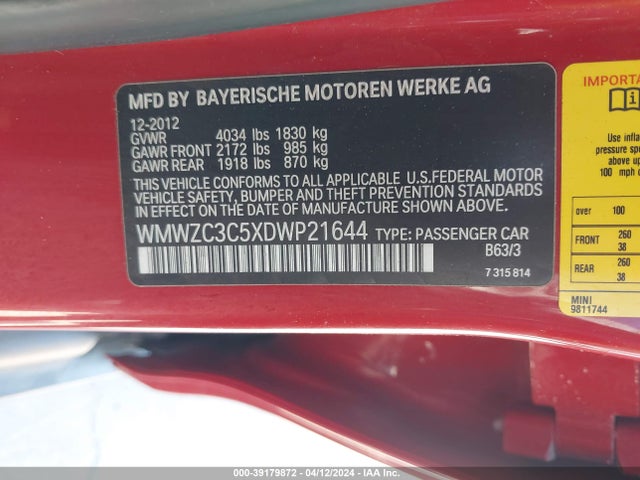 MFD BY BAYERISCHE MOTOREN WERKE AG
12-2012
GVWR 4034 lbs 1830 kg
GAWR FRONT 2172 lbs 985 kg
GAWR REAR 1918 lbs 870 kg
THIS VEHICLE CONFORMS TO ALL APPLICABLE U.S.FEDERAL MOTOR
VEHICLE SAFETY, BUMPER AND THEFT PREVENTION STANDARDS
IN EFFECT ON THE DATE OF MANUFACTURE SHOWN ABOVE.
WMWZC3C5XDWP21644 TYPE: PASSENGER CAR
B63/3
7 315 814
IMPORTA
Use inflat
pressure spe
above up
100 mph o
over 100
FRONT 260
38
REAR 260
38
MINI
9811744
000-39179872 - 04/12/2024 - IAA Inc.